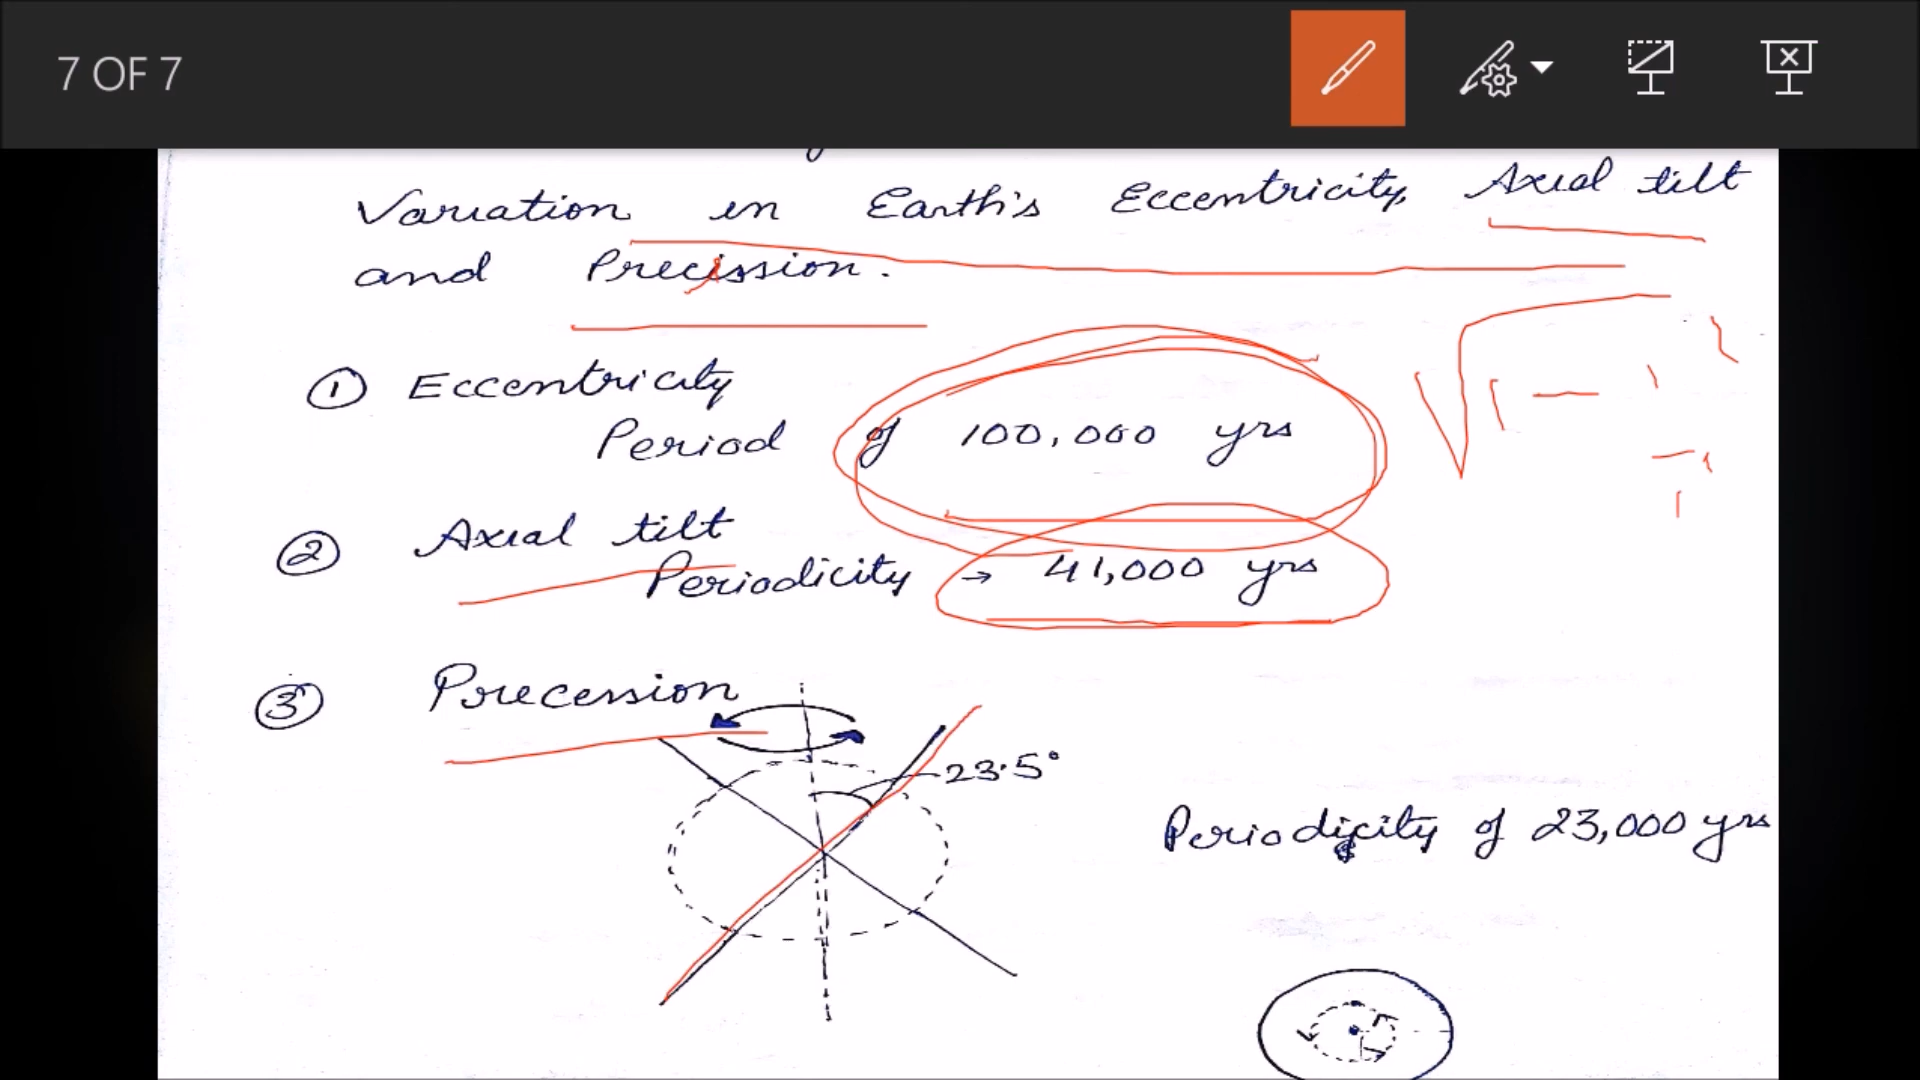 7 OF 7
Variation in Earth's Eccentricity, Axial tilt
and Precission.
① Eccentricity
Period of 100,000 yrs
② Axial tilt
Periodicity → 41,000 yrs
③ Precession
23.5°
Periodicity of 23,000 yrs